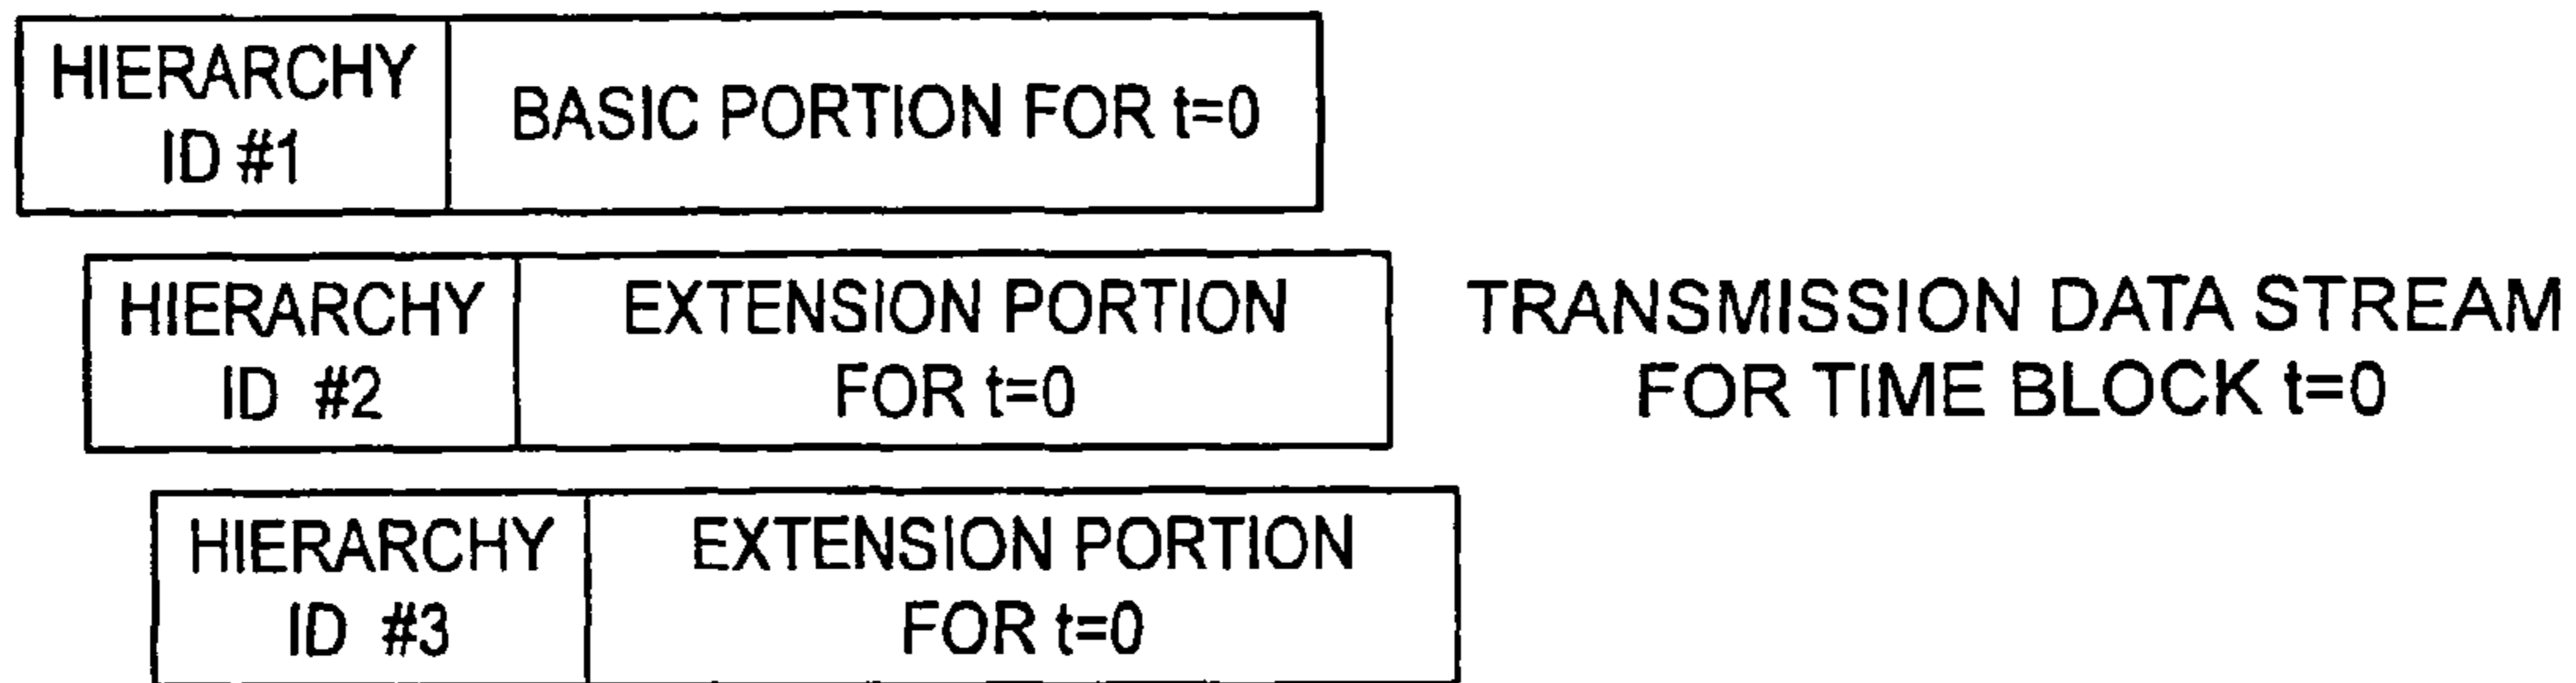 HIERARCHY
ID #1
BASIC PORTION FOR t=0
HIERARCHY
ID #2
EXTENSION PORTION
FOR t=0
TRANSMISSION DATA STREAM
FOR TIME BLOCK t=0
HIERARCHY
ID #3
EXTENSION PORTION
FOR t=0